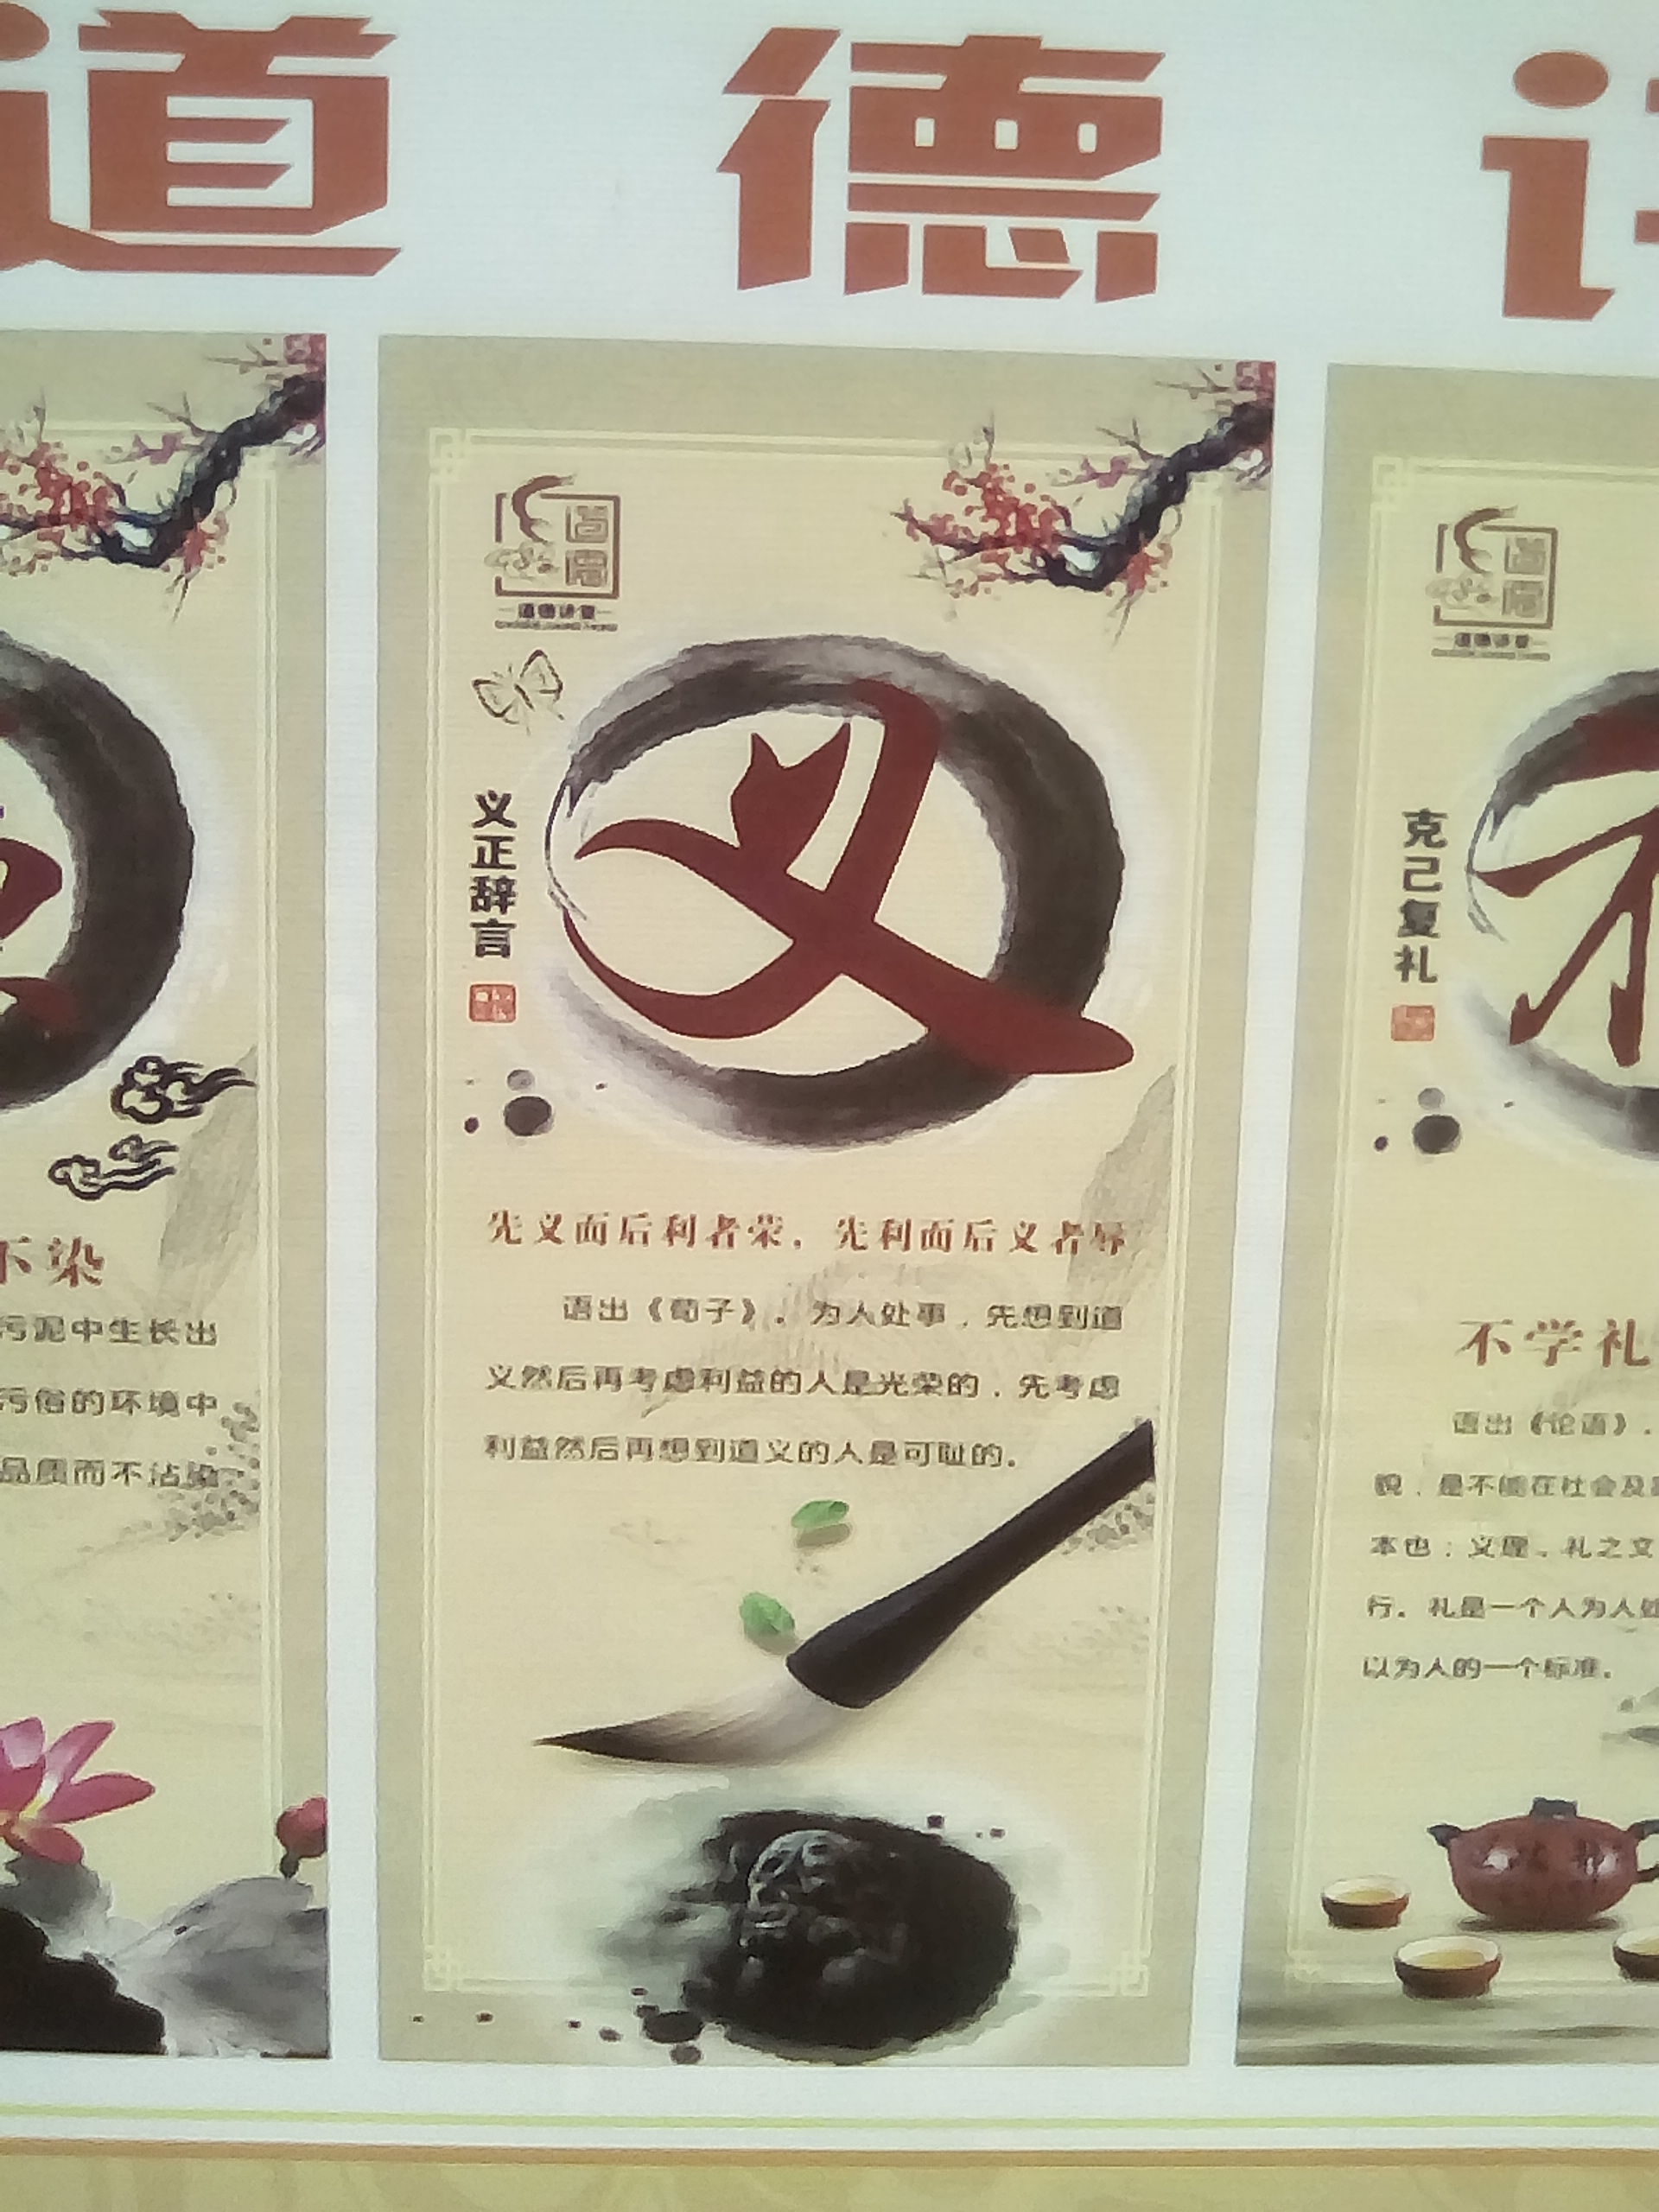 道德讲
道德讲堂
义
义正辞言
先义而后利者荣，先利而后义者辱
语出《荀子》。为人处事，先想到道
义然后再考虑利益的人是光荣的，先考虑
利益然后再想到道义的人是可耻的。
不染
污泥中生长出
污俗的环境中
品质而不沾染
道德讲堂
克己复礼
不学礼
语出《论语》。
貌，是不能在社会及
本也；义理、礼之文
行。礼是一个人为人处
以为人的一个标准。